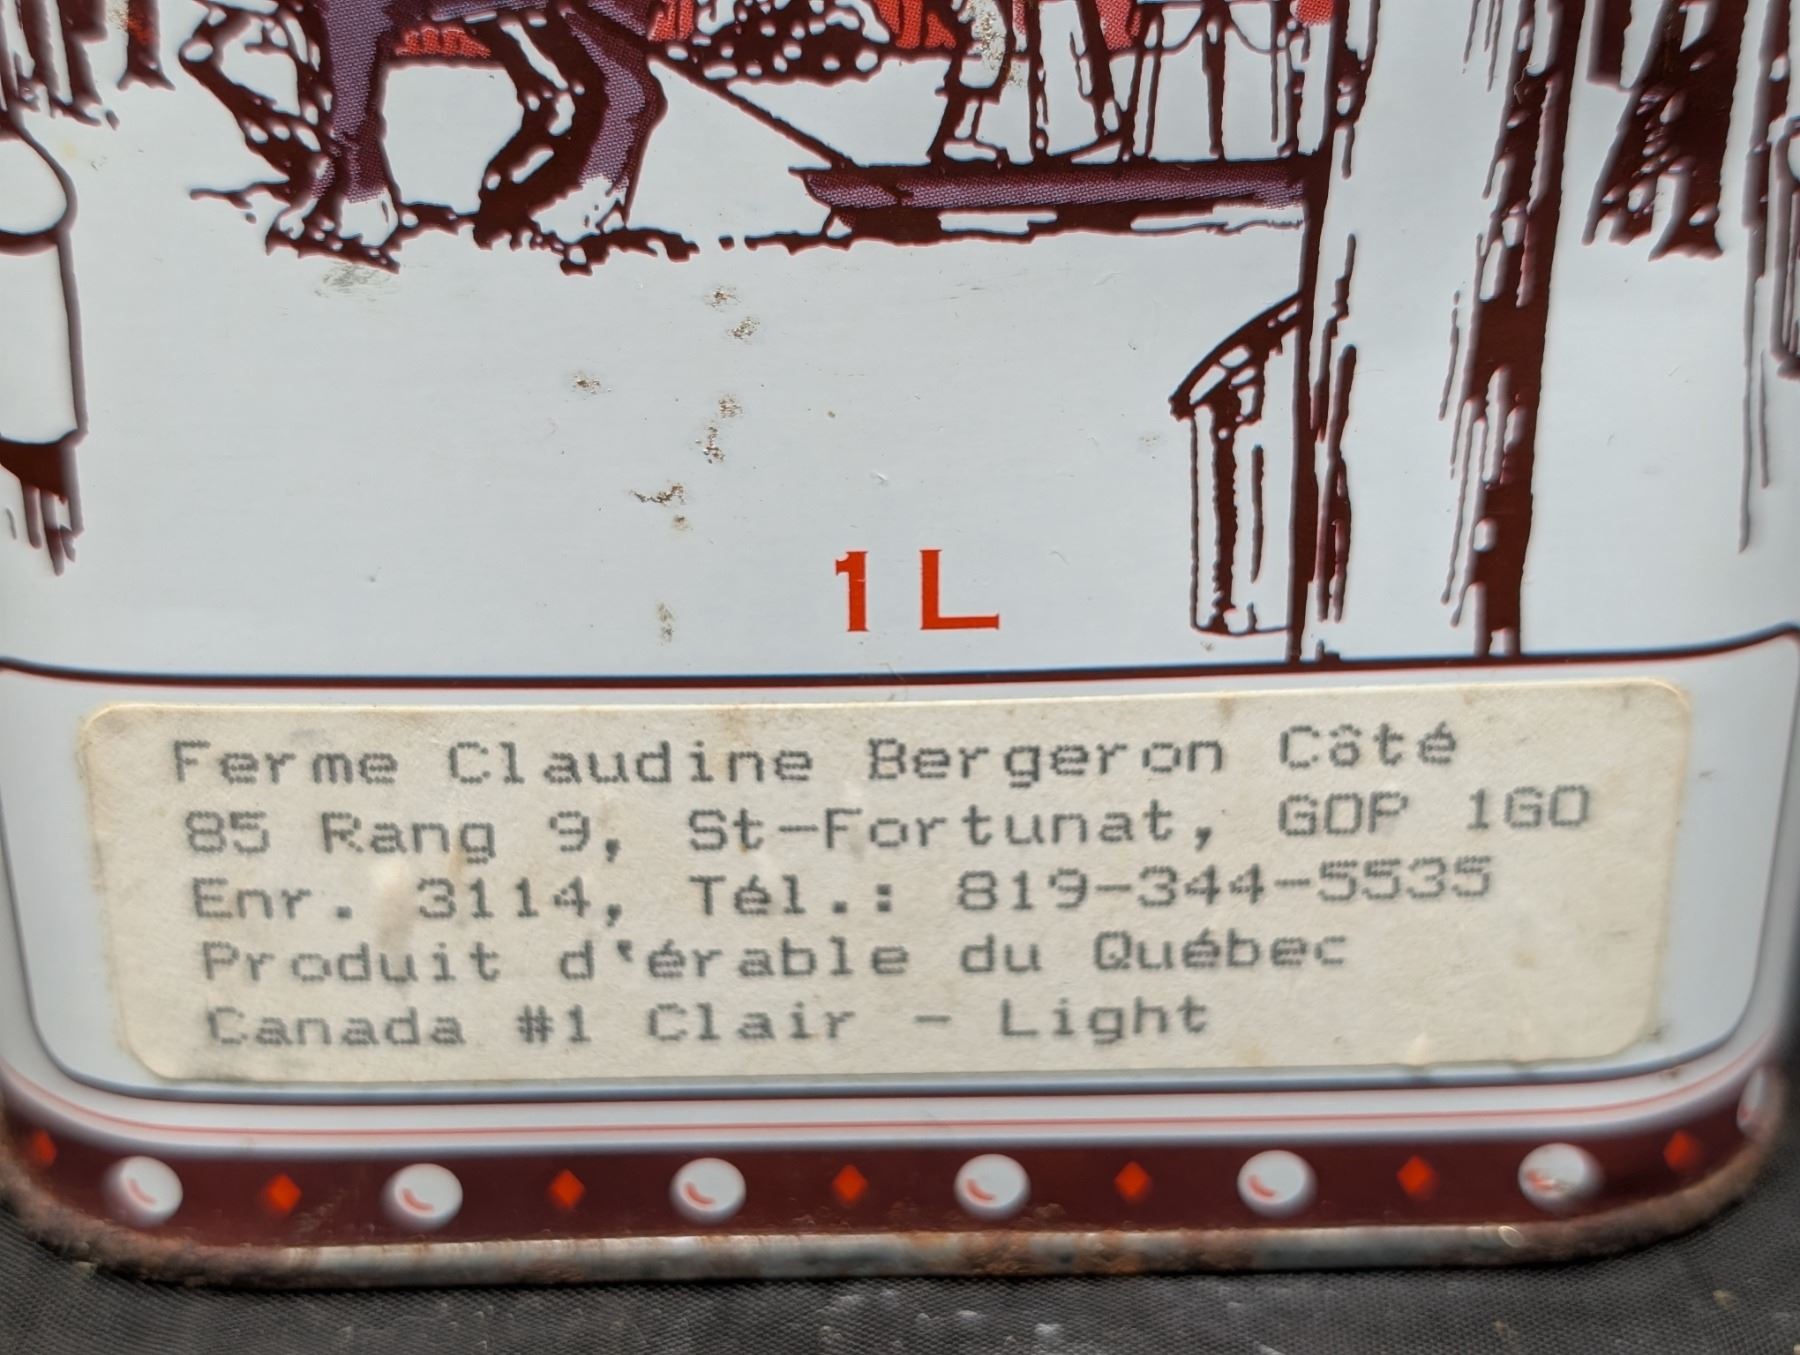 1 L
Ferme Claudine Bergeron Côté
85 Rang 9, St-Fortunat, G0P 1G0
Enr. 3114, Tél.: 819-344-5535
Produit d'érable du Québec
Canada #1 Clair - Light